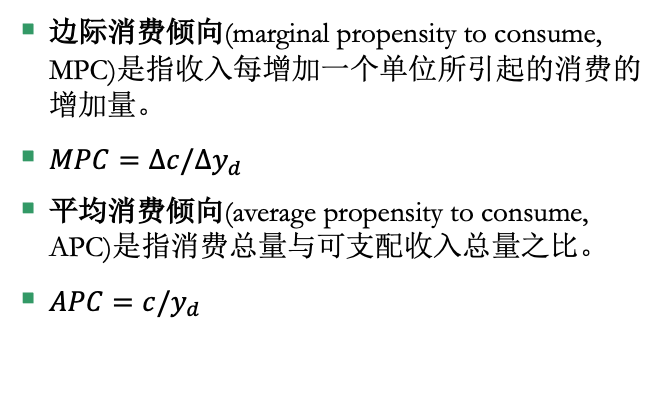 ▪ 边际消费倾向(marginal propensity to consume,
MPC)是指收入每增加一个单位所引起的消费的
增加量。
▪ 𝑀𝑃𝐶 = Δ𝑐/Δ𝑦𝑑
▪ 平均消费倾向(average propensity to consume,
APC)是指消费总量与可支配收入总量之比。
▪ 𝐴𝑃𝐶 = 𝑐/𝑦𝑑